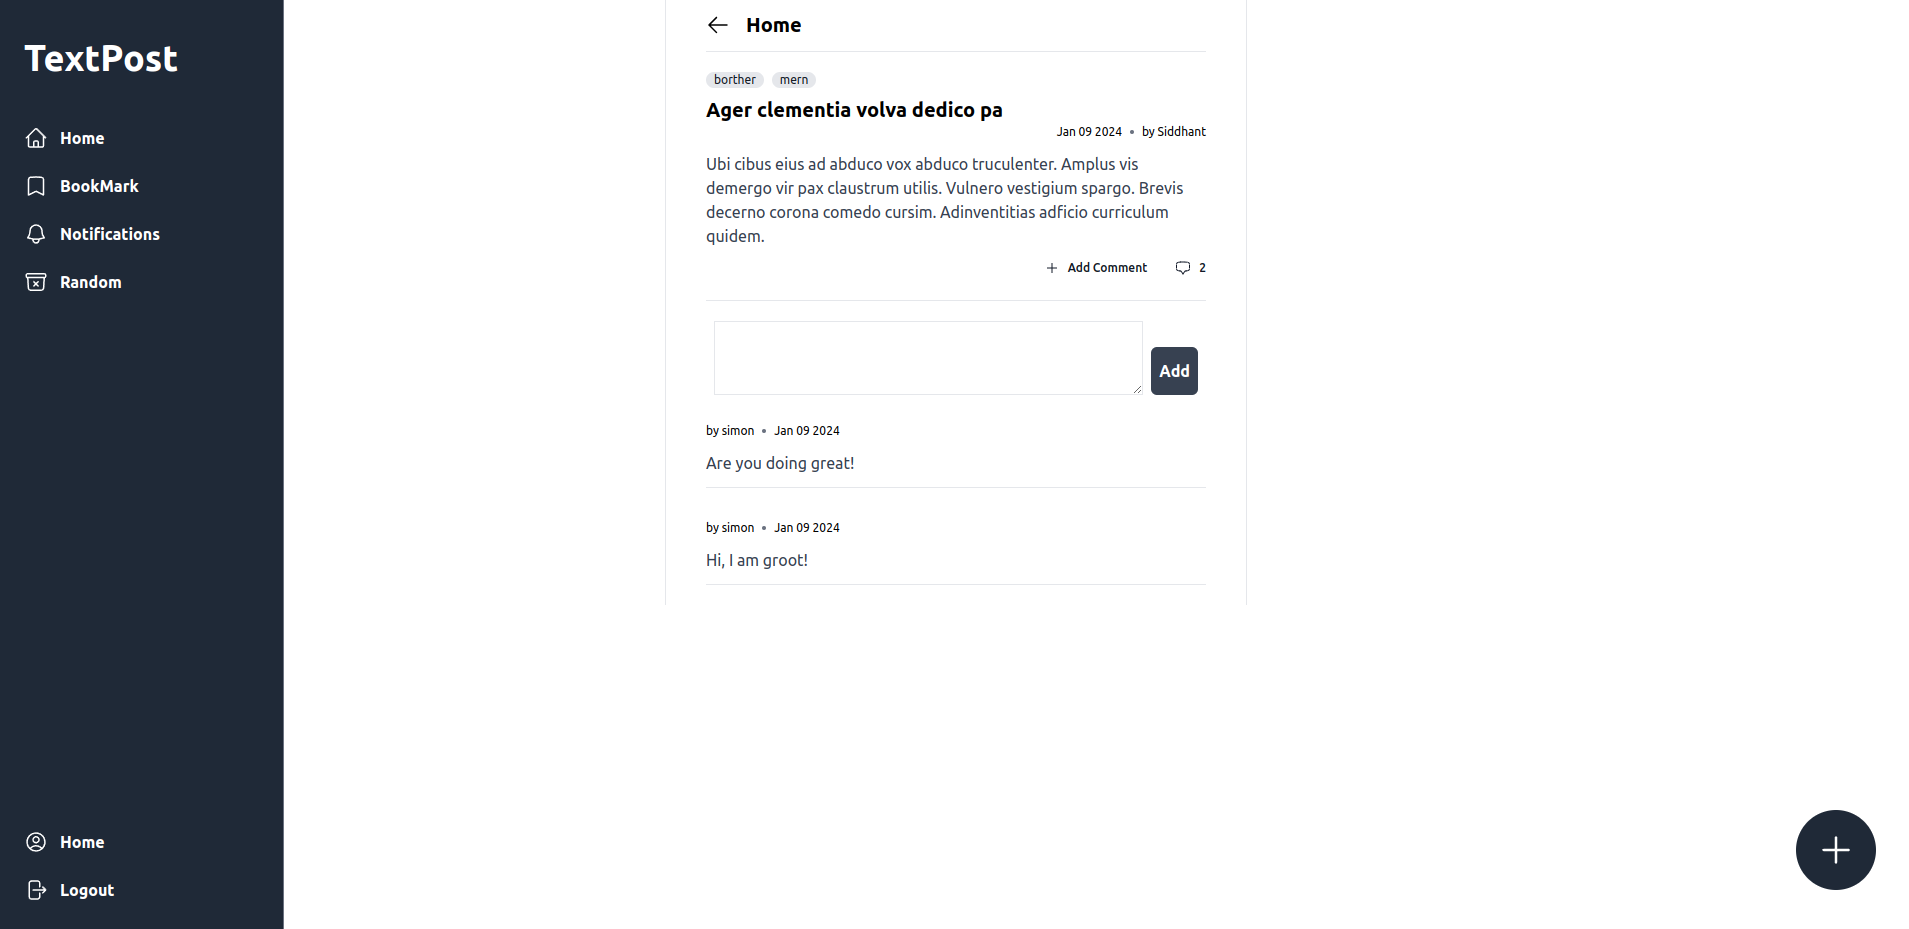 TextPost
Home
BookMark
Notifications
Random
Home
Logout
Home
borther mern
Ager clementia volva dedico pa
Jan 09 2024 • by Siddhant
Ubi cibus eius ad abduco vox abduco truculenter. Amplus vis
demergo vir pax claustrum utilis. Vulnero vestigium spargo. Brevis
decerno corona comedo cursim. Adinventitias adficio curriculum
quidem.
Add Comment 2
Add
by simon • Jan 09 2024
Are you doing great!
by simon • Jan 09 2024
Hi, I am groot!